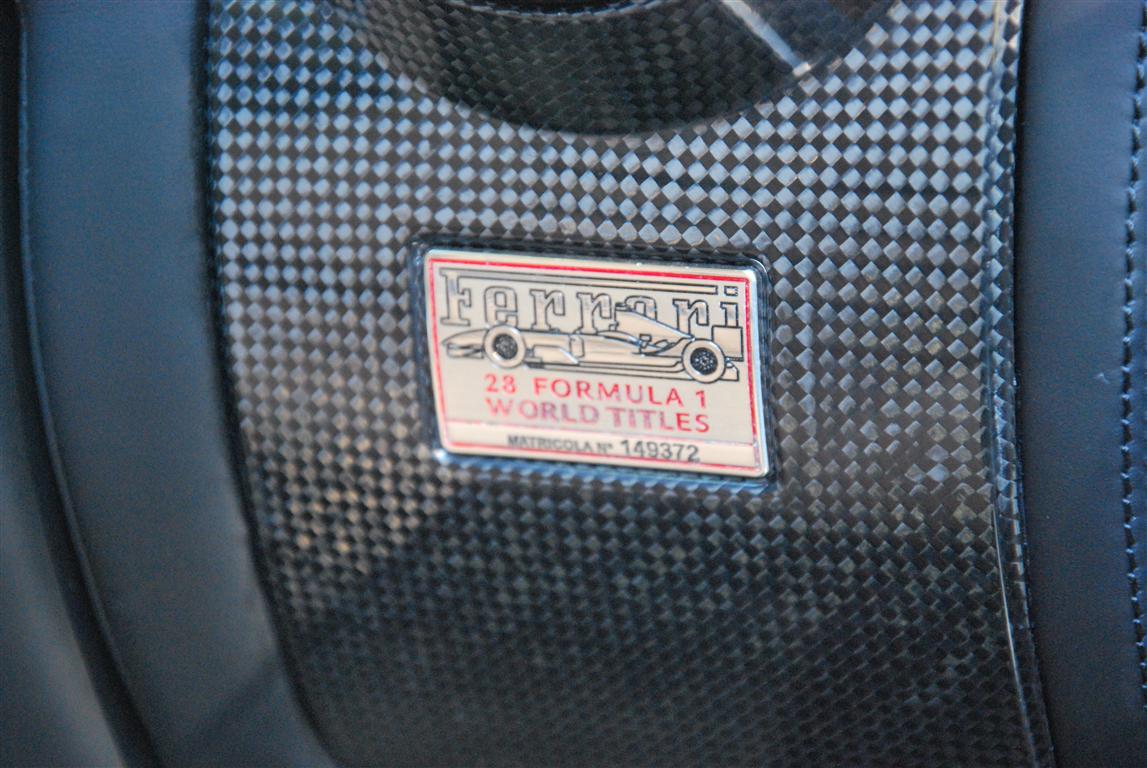 Ferrari
28 FORMULA 1
WORLD TITLES
MATRICOLA N° 149372